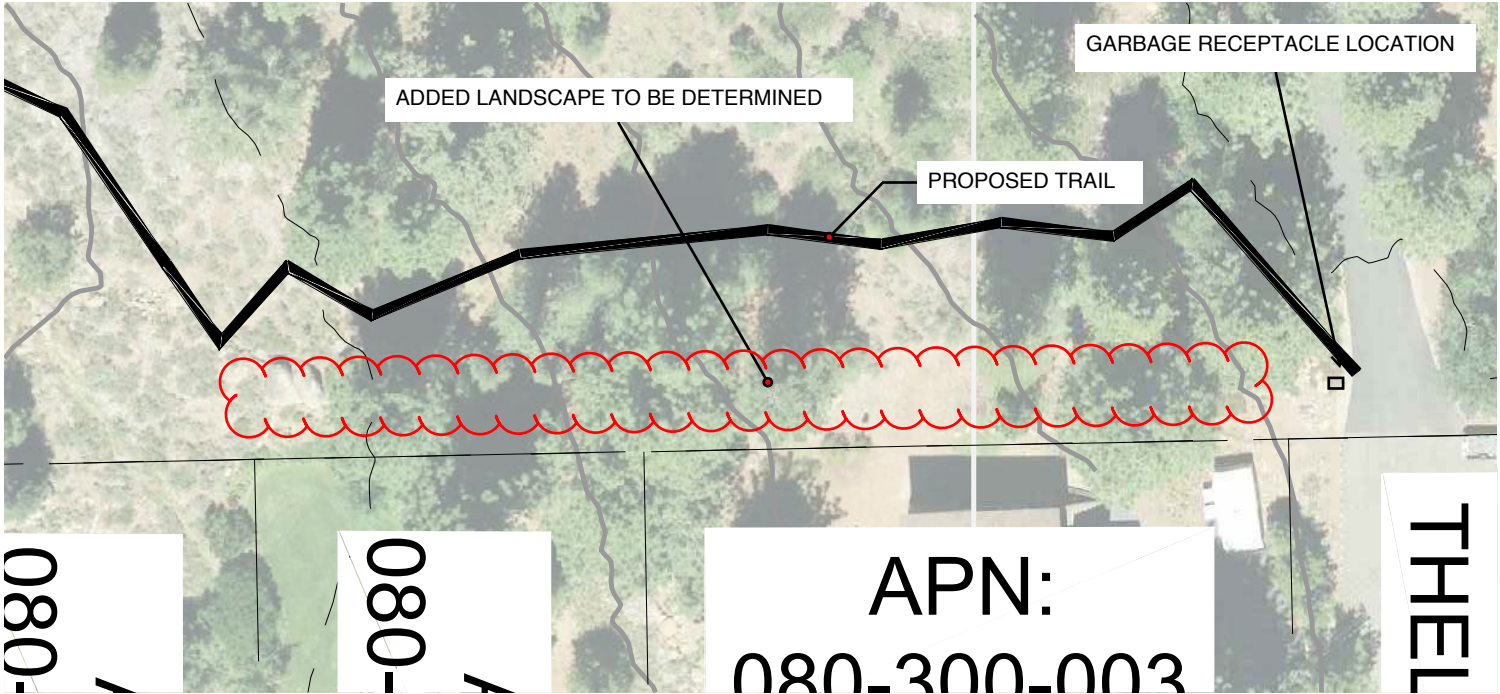 GARBAGE RECEPTACLE LOCATION
ADDED LANDSCAPE TO BE DETERMINED
PROPOSED TRAIL
080-
080-
APN:
080-300-003
THEL